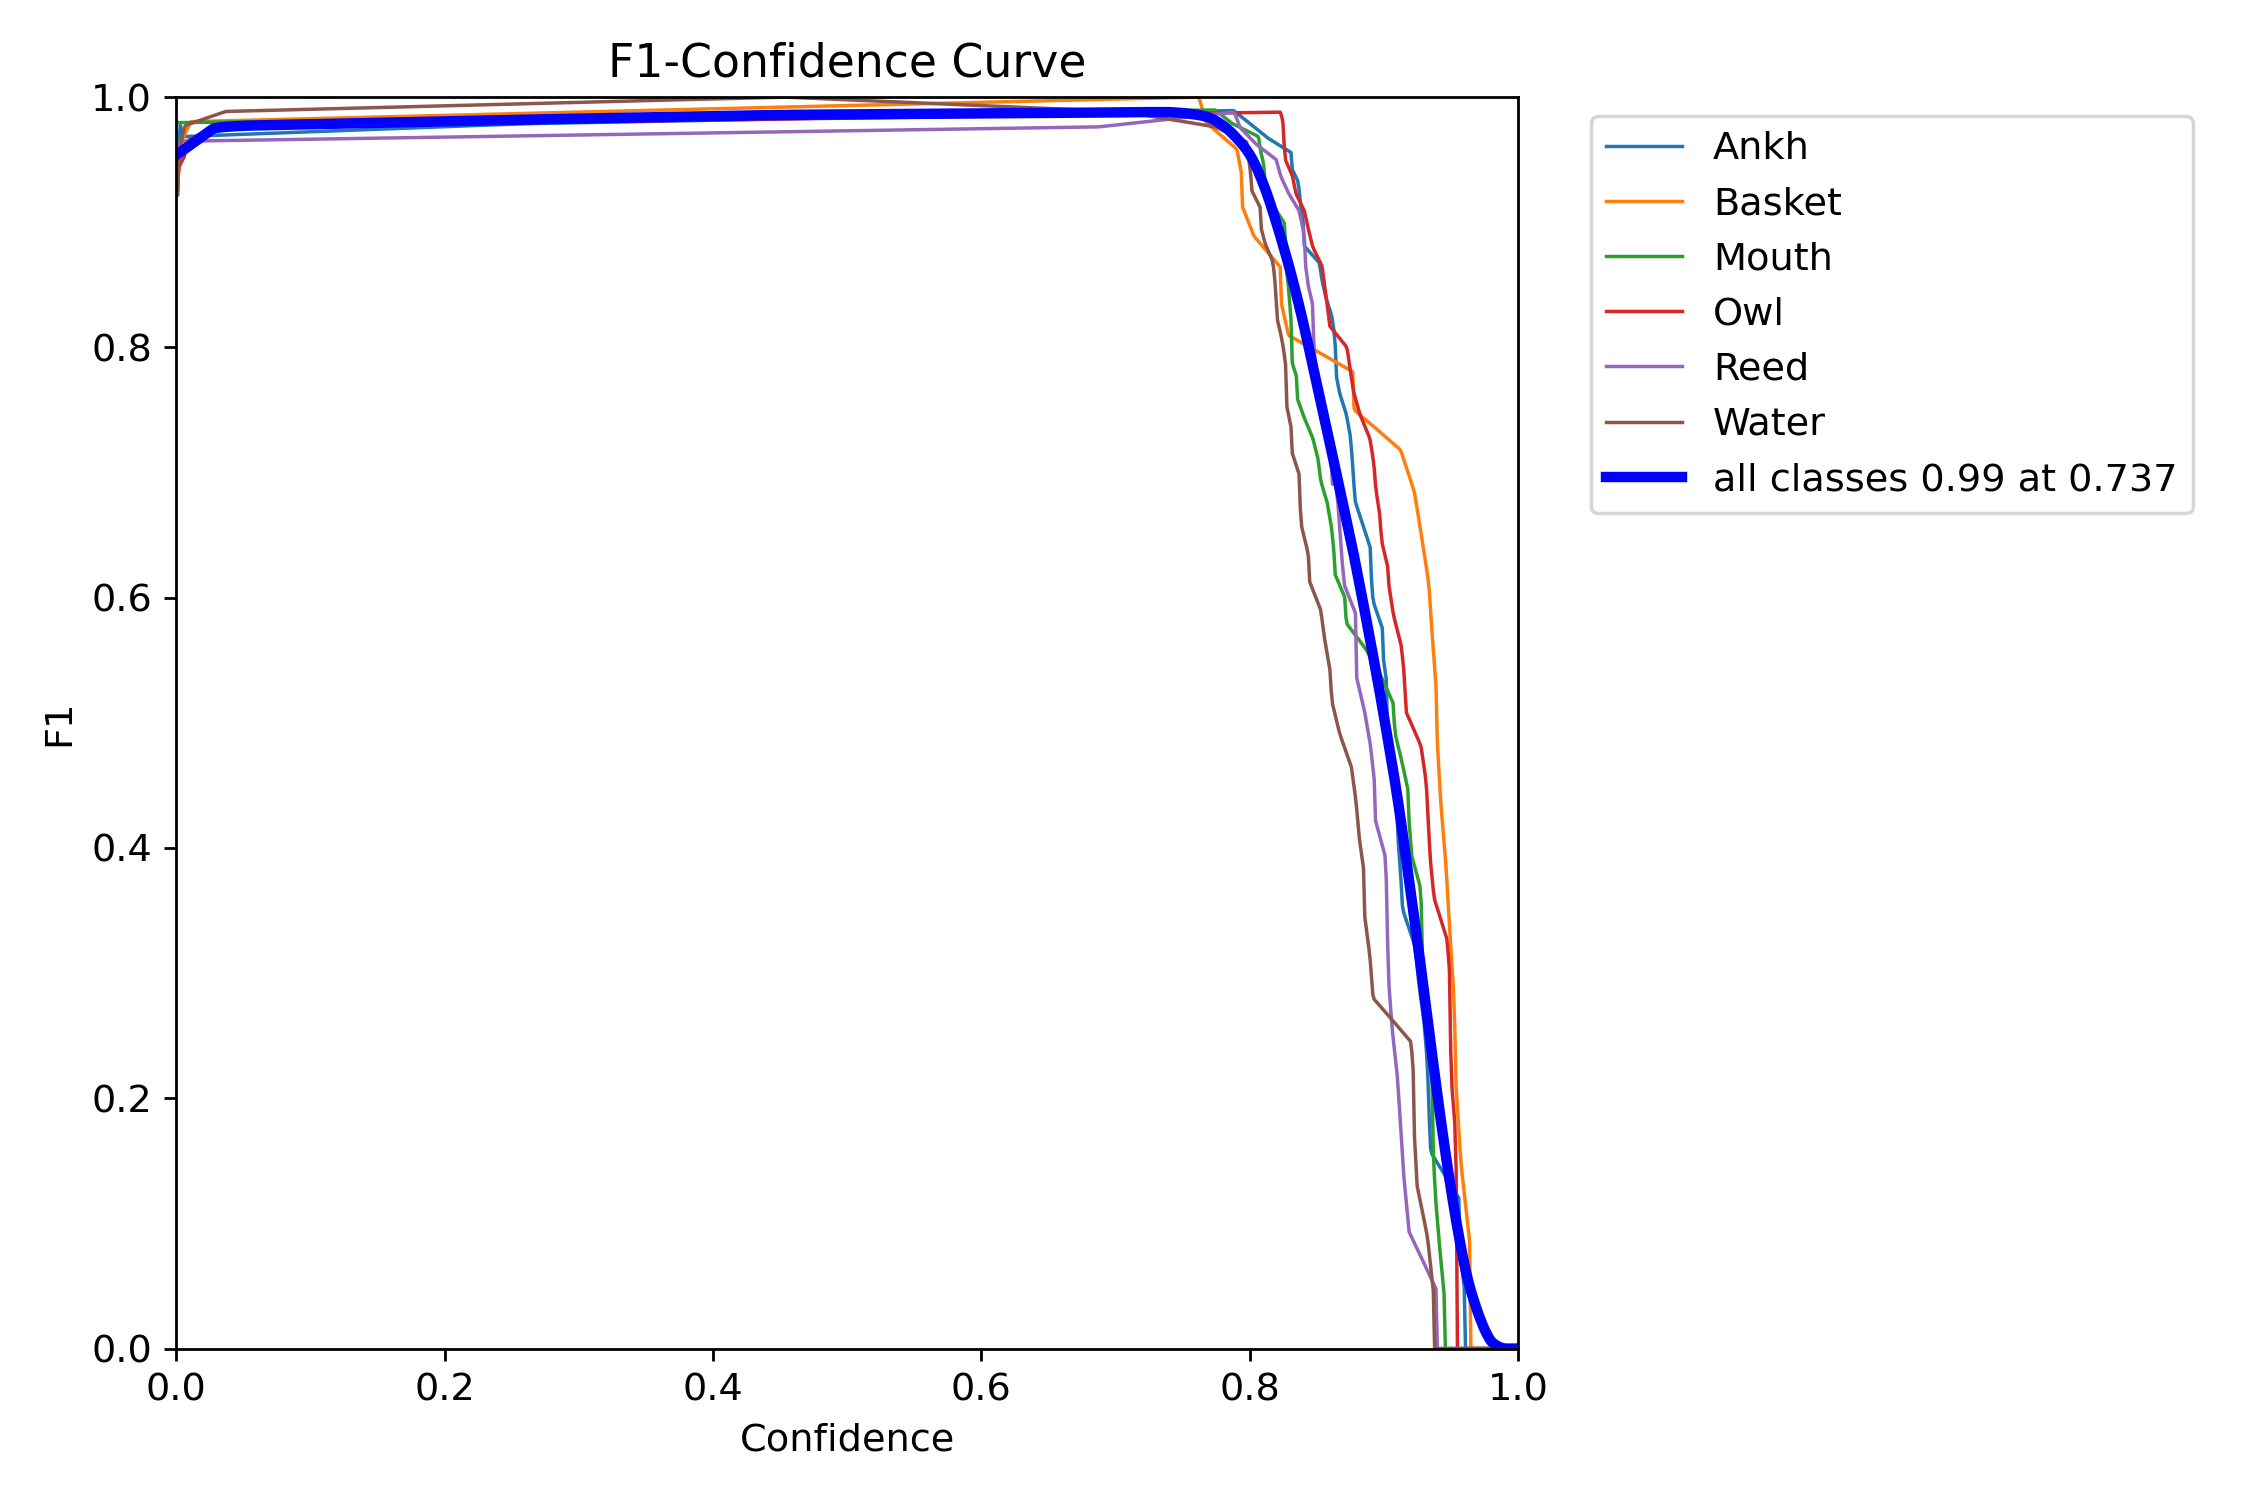 F1-Confidence Curve
1.0
0.8
0.6
0.4
0.2
0.0
F1
0.0 0.2 0.4 0.6 0.8 1.0
Confidence
Ankh
Basket
Mouth
Owl
Reed
Water
all classes 0.99 at 0.737